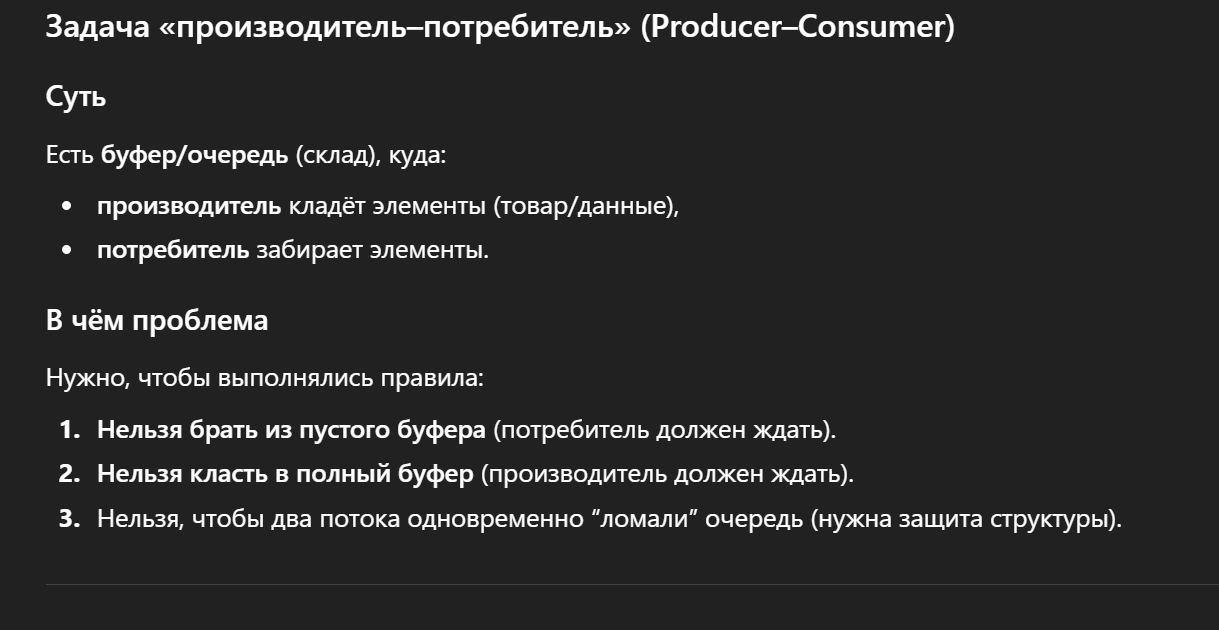 Задача «производитель–потребитель» (Producer–Consumer)
Суть
Есть буфер/очередь (склад), куда:
• производитель кладёт элементы (товар/данные),
• потребитель забирает элементы.
В чём проблема
Нужно, чтобы выполнялись правила:
1. Нельзя брать из пустого буфера (потребитель должен ждать).
2. Нельзя класть в полный буфер (производитель должен ждать).
3. Нельзя, чтобы два потока одновременно “ломали” очередь (нужна защита структуры).